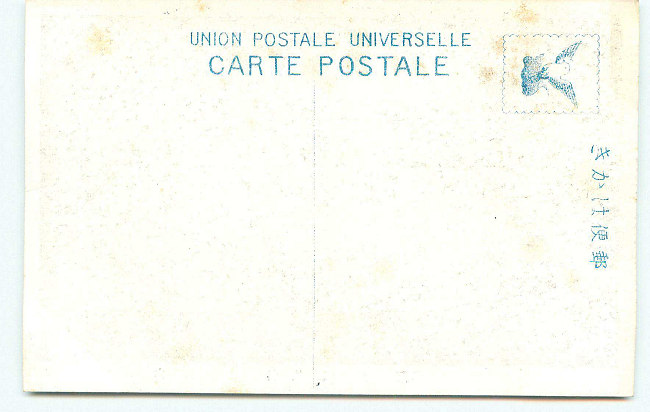 UNION POSTALE UNIVERSELLE
CARTE POSTALE
郵便はかき